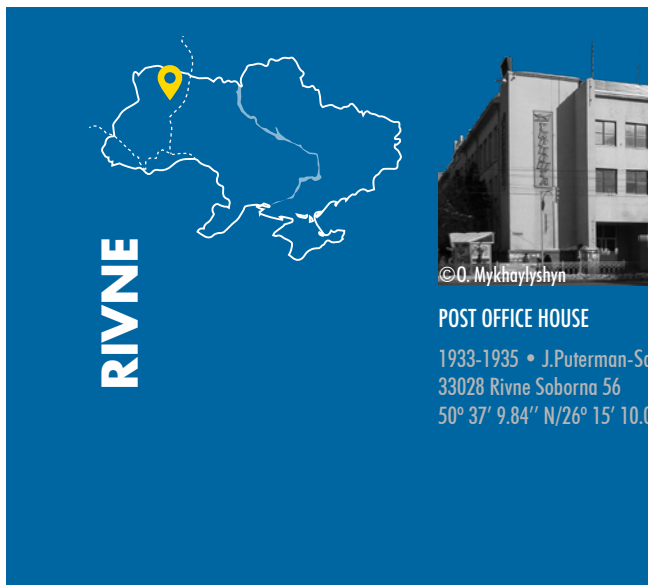 RIVNE
©O. Mykhaylyshyn
POST OFFICE HOUSE
1933-1935 • J.Puterman-Sa
33028 Rivne Soborna 56
50º 37’ 9.84’’ N/26º 15’ 10.0